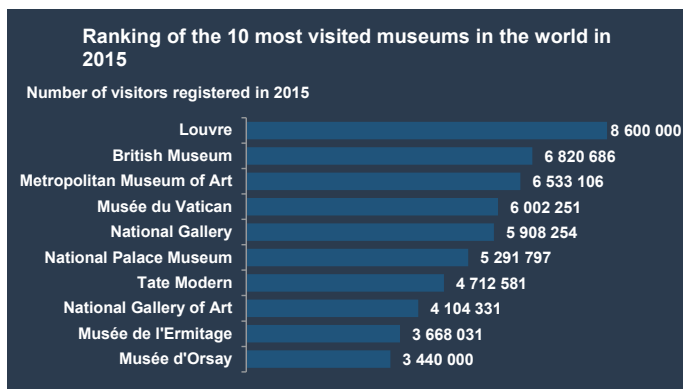 Ranking of the 10 most visited museums in the world in
2015
Number of visitors registered in 2015
Louvre 8 600 000
British Museum 6 820 686
Metropolitan Museum of Art 6 533 106
Musée du Vatican 6 002 251
National Gallery 5 908 254
National Palace Museum 5 291 797
Tate Modern 4 712 581
National Gallery of Art 4 104 331
Musée de l'Ermitage 3 668 031
Musée d'Orsay 3 440 000